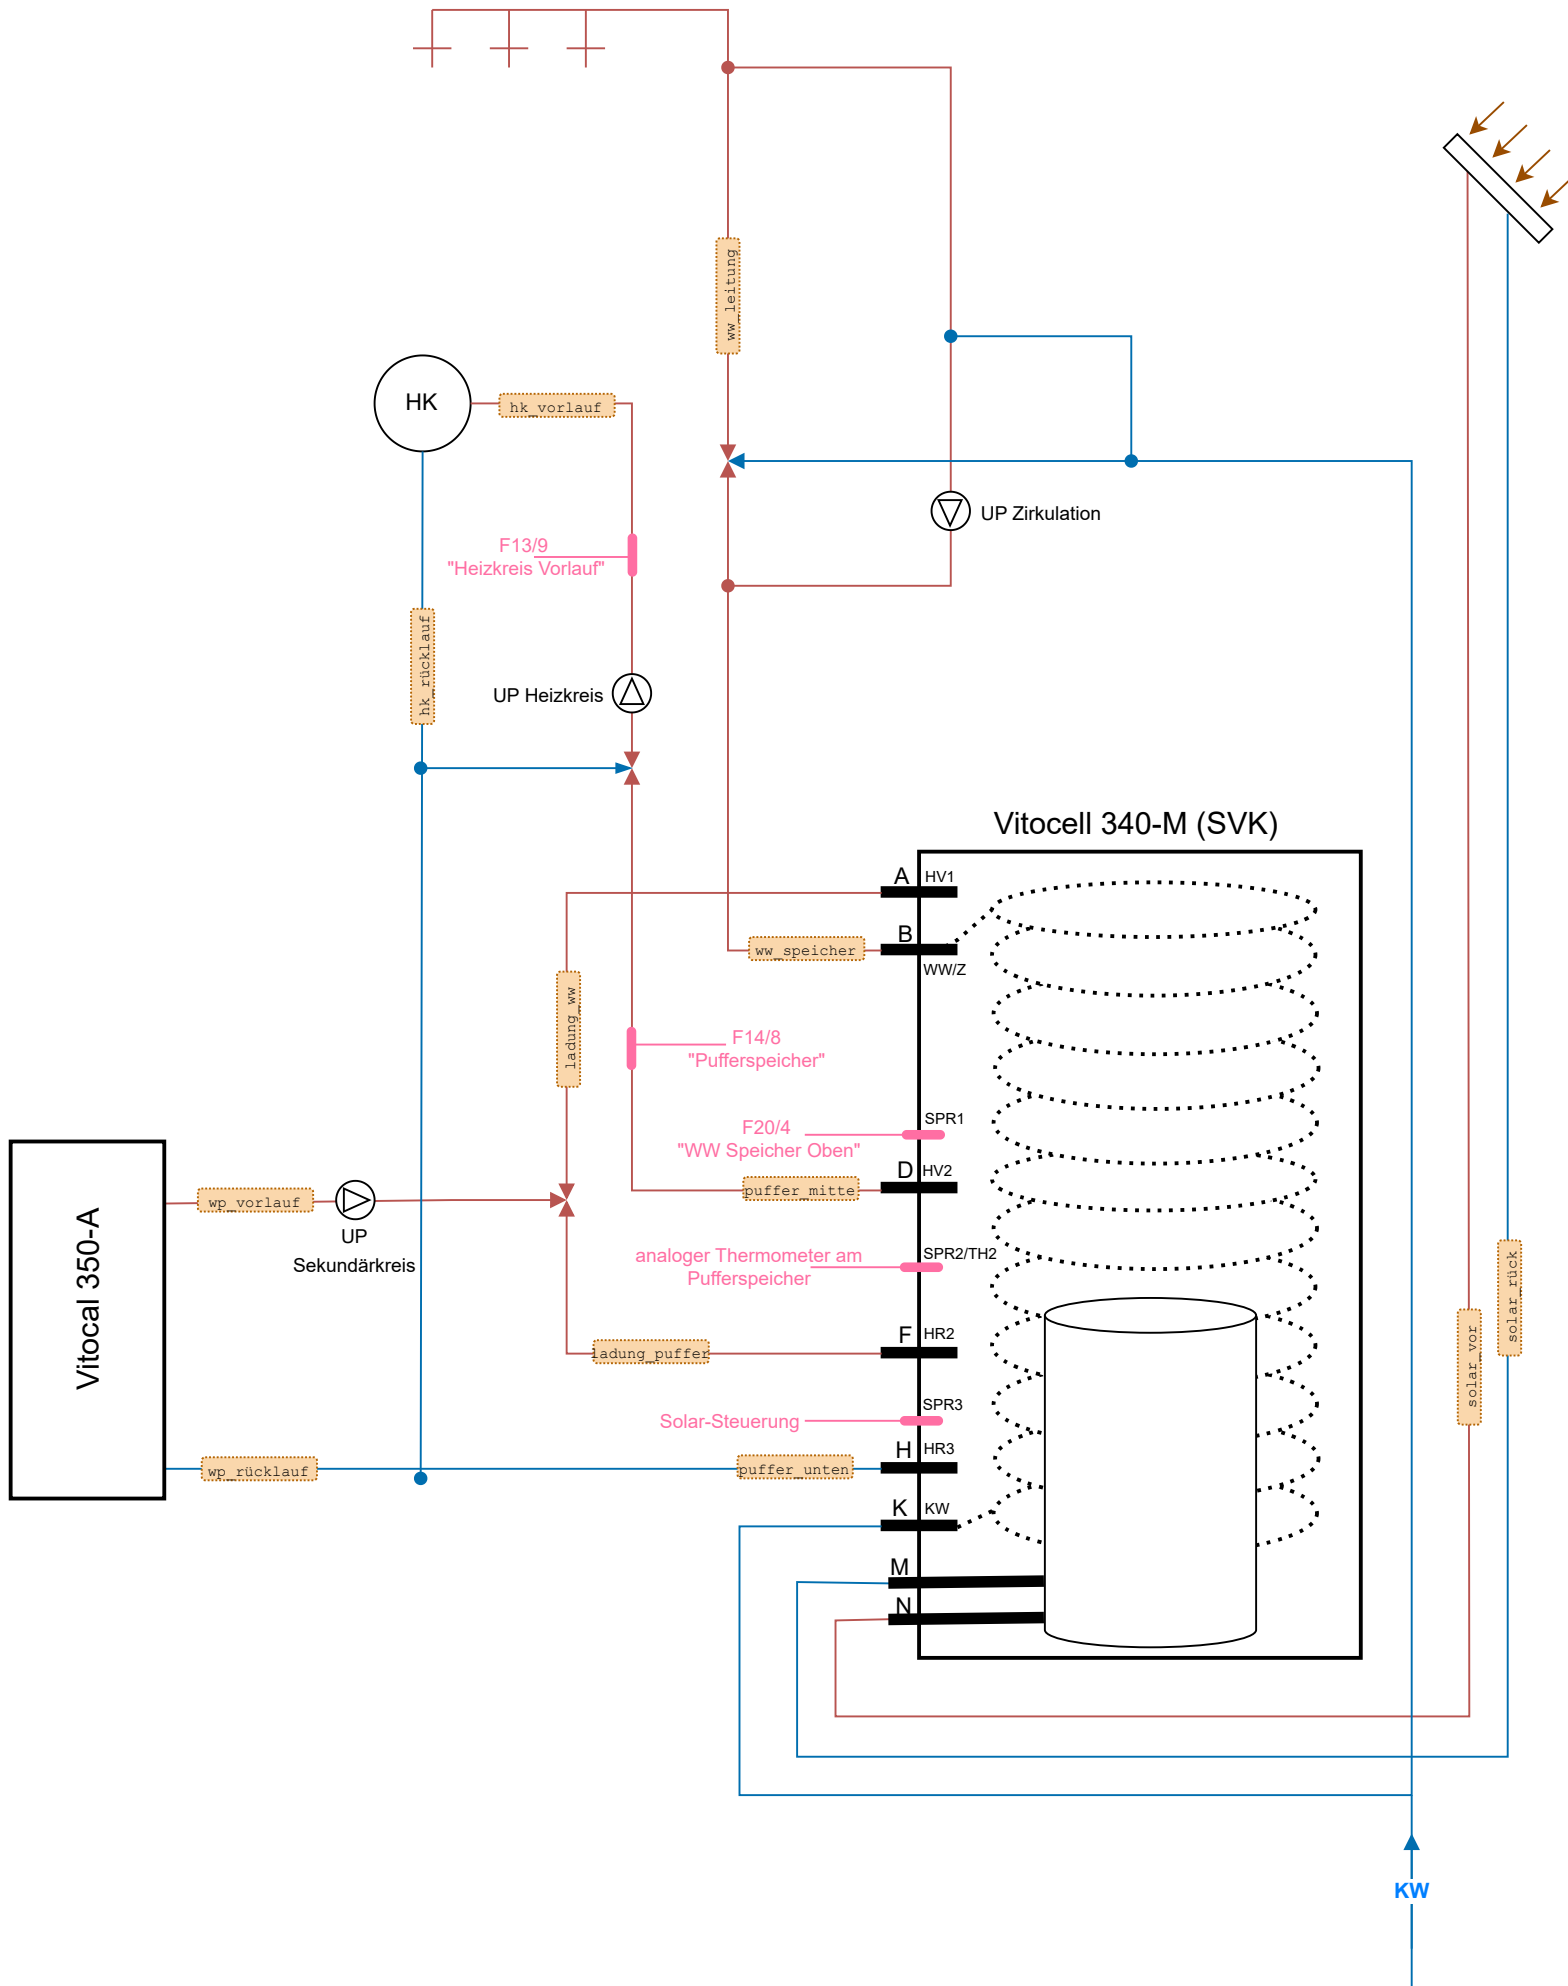 ww_leitung
HK
hk_vorlauf
UP Zirkulation
F13/9
"Heizkreis Vorlauf"
hk_rücklauf
UP Heizkreis
Vitocell 340-M (SVK)
A
HV1
B
ww_speicher
WW/Z
ladung_ww
F14/8
"Pufferspeicher"
SPR1
F20/4
"WW Speicher Oben"
D
HV2
puffer_mitte
wp_vorlauf
UP
Sekundärkreis
Vitocal 350-A
SPR2/TH2
analoger Thermometer am
Pufferspeicher
solar_rück
solar_vor
F
HR2
ladung_puffer
SPR3
Solar-Steuerung
H
HR3
wp_rücklauf
puffer_unten
K
KW
M
N
KW